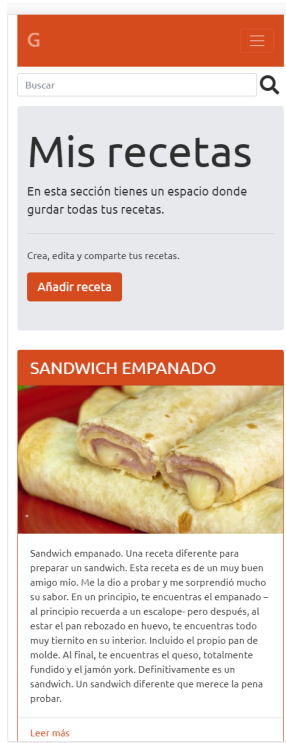 G
Buscar
Mis recetas
En esta sección tienes un espacio donde
gurdar todas tus recetas.
Crea, edita y comparte tus recetas.
Añadir receta
SANDWICH EMPANADO
Sandwich empanado. Una receta diferente para
preparar un sandwich. Esta receta es de un muy buen
amigo mío. Me la dio a probar y me sorprendió mucho
su sabor. En un principio, te encuentras el empanado –
al principio recuerda a un escalope- pero después, al
estar el pan rebozado en huevo, te encuentras todo
muy tiernito en su interior. Incluido el propio pan de
molde. Al final, te encuentras el queso, totalmente
fundido y el jamón york. Definitivamente es un
sandwich. Un sandwich diferente que merece la pena
probar.
Leer más